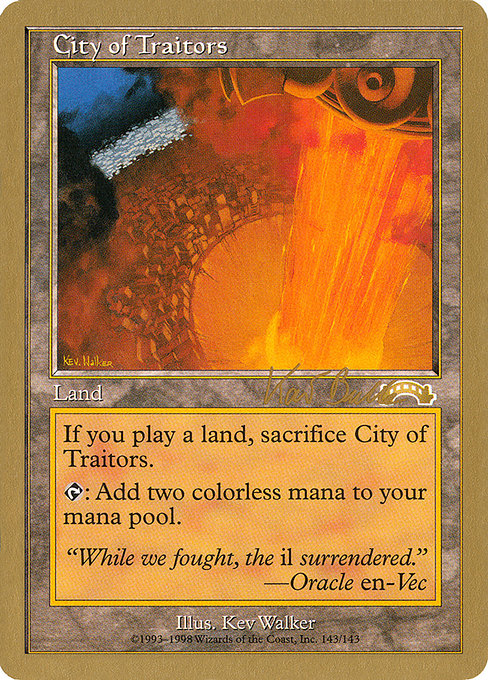 City of Traitors
KEV. WALKER
Land
If you play a land, sacrifice City of
Traitors.
: Add two colorless mana to your
mana pool.
“While we fought, the il surrendered.”
—Oracle en-Vec
Illus. Kev Walker
©1993–1998 Wizards of the Coast, Inc. 143/143